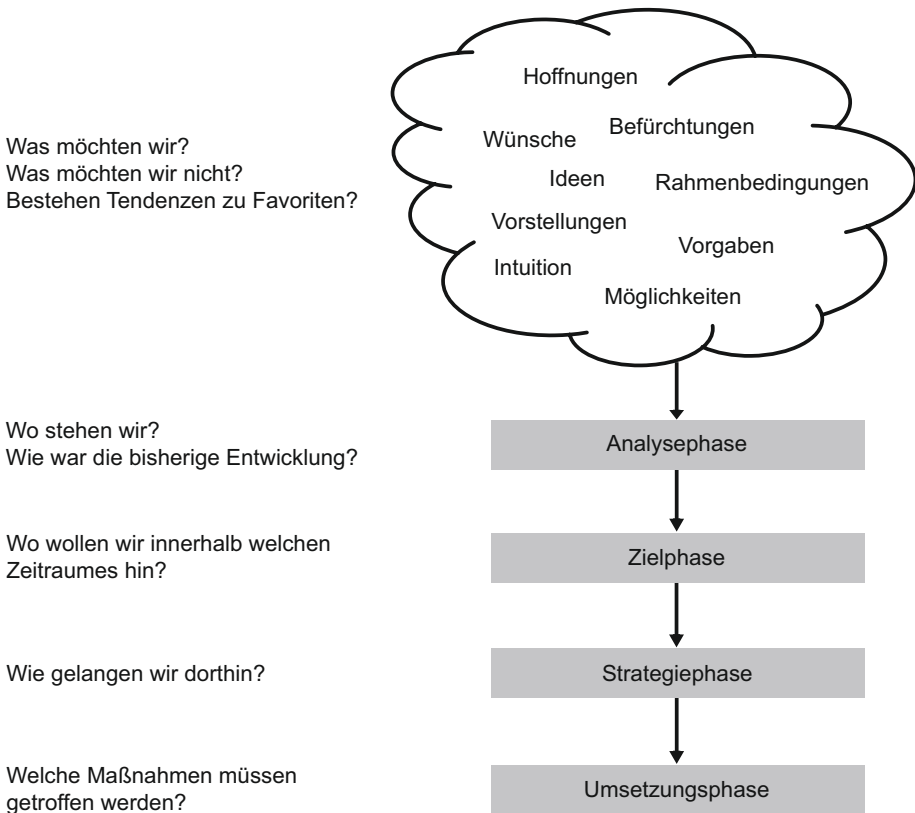 Hoffnungen
Wünsche
Befürchtungen
Ideen
Rahmenbedingungen
Vorstellungen
Vorgaben
Intuition
Möglichkeiten
Was möchten wir?
Was möchten wir nicht?
Bestehen Tendenzen zu Favoriten?
Wo stehen wir?
Wie war die bisherige Entwicklung?
Analysephase
Wo wollen wir innerhalb welchen
Zeitraumes hin?
Zielphase
Wie gelangen wir dorthin?
Strategiephase
Welche Maßnahmen müssen
getroffen werden?
Umsetzungsphase